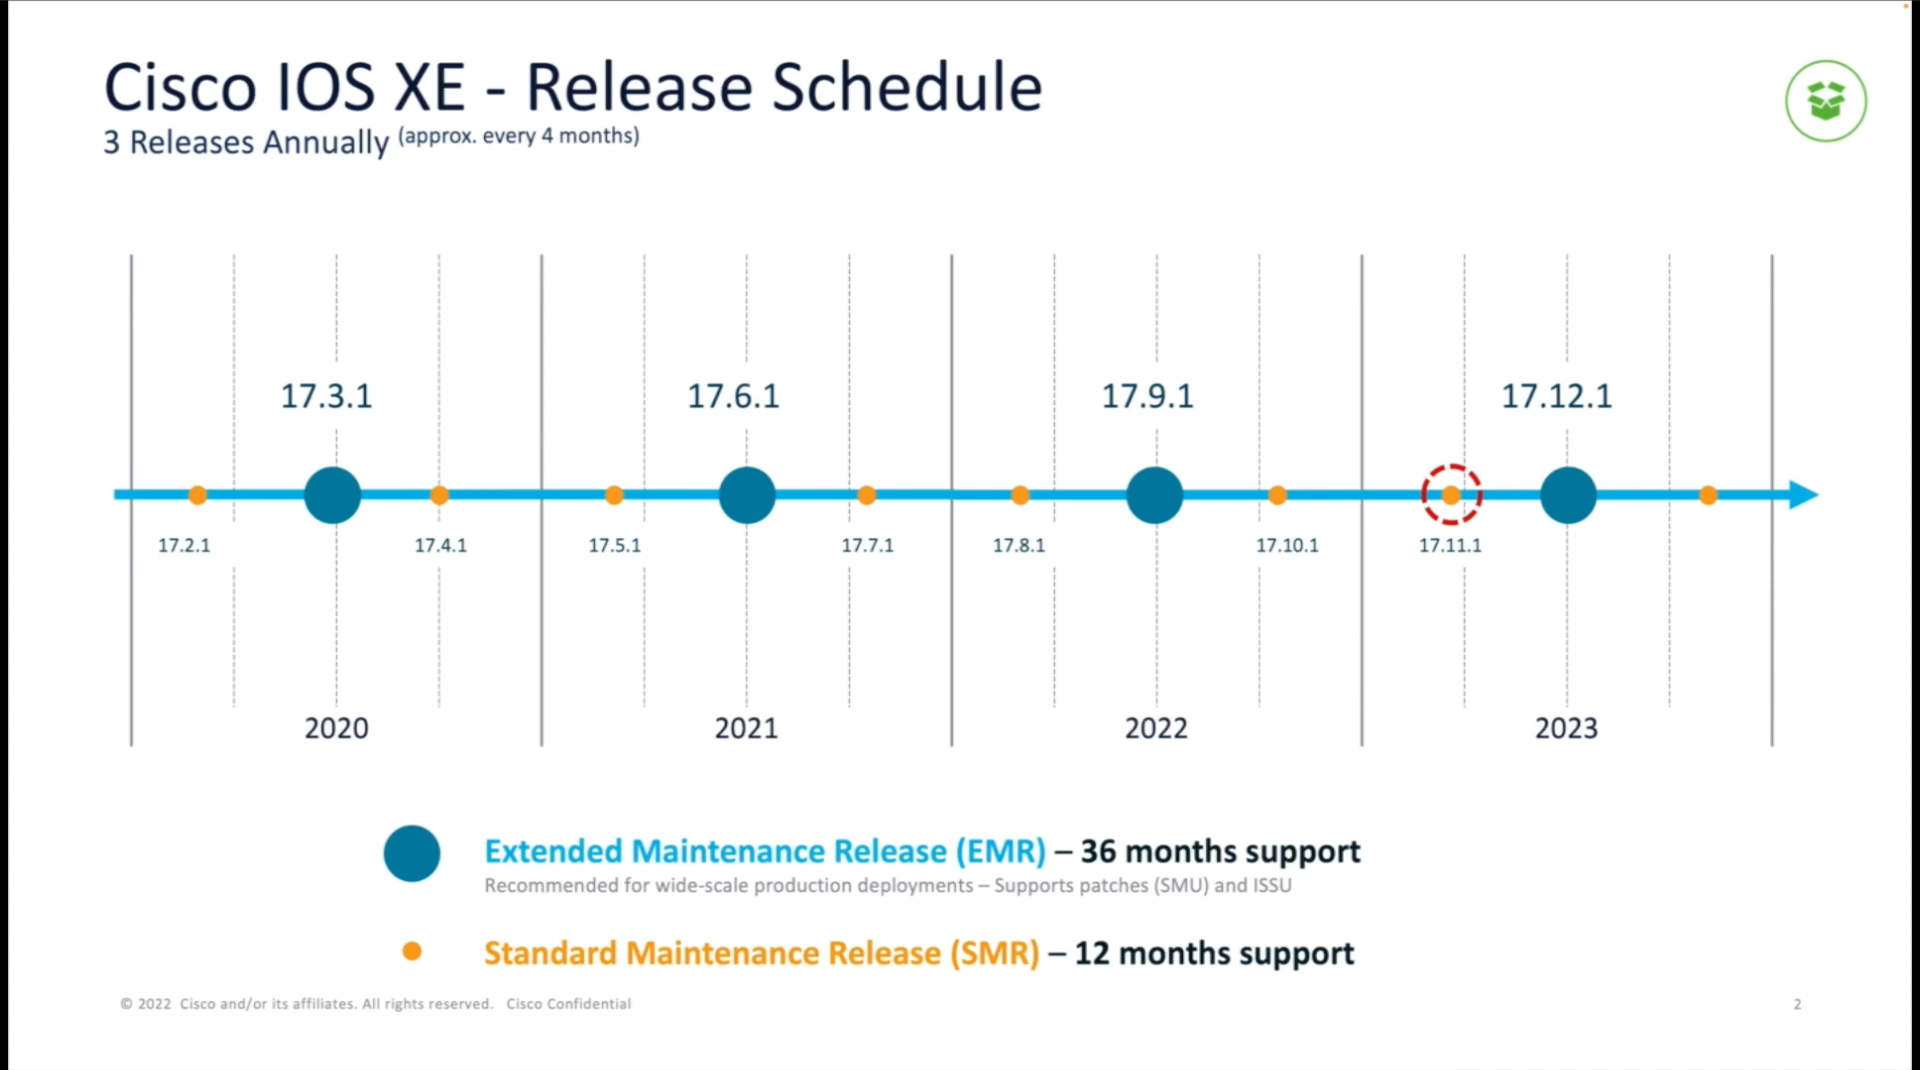 Cisco IOS XE - Release Schedule
3 Releases Annually (approx. every 4 months)
17.3.1
17.6.1
17.9.1
17.12.1
17.2.1
17.4.1
17.5.1
17.7.1
17.8.1
17.10.1
17.11.1
2020
2021
2022
2023
Extended Maintenance Release (EMR) – 36 months support
Recommended for wide-scale production deployments – Supports patches (SMU) and ISSU
Standard Maintenance Release (SMR) – 12 months support
© 2022 Cisco and/or its affiliates. All rights reserved. Cisco Confidential
2